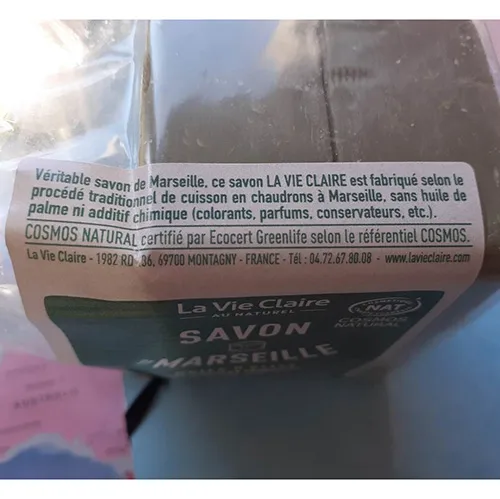 Véritable savon de Marseille, ce savon LA VIE CLAIRE est fabriqué selon le
procédé traditionnel de cuisson en chaudrons à Marseille, sans huile de
palme ni additif chimique (colorants, parfums, conservateurs, etc.).
COSMOS NATURAL certifié par Ecocert Greenlife selon le référentiel COSMOS.
La Vie Claire - 1982 RD 36, 69700 MONTAGNY - FRANCE - Tél : 04.72.67.80.08 - www.lavieclaire.com
La Vie Claire
AU NATUREL
SAVON
MARSEILLE
NAT
COSMOS
NATURAL